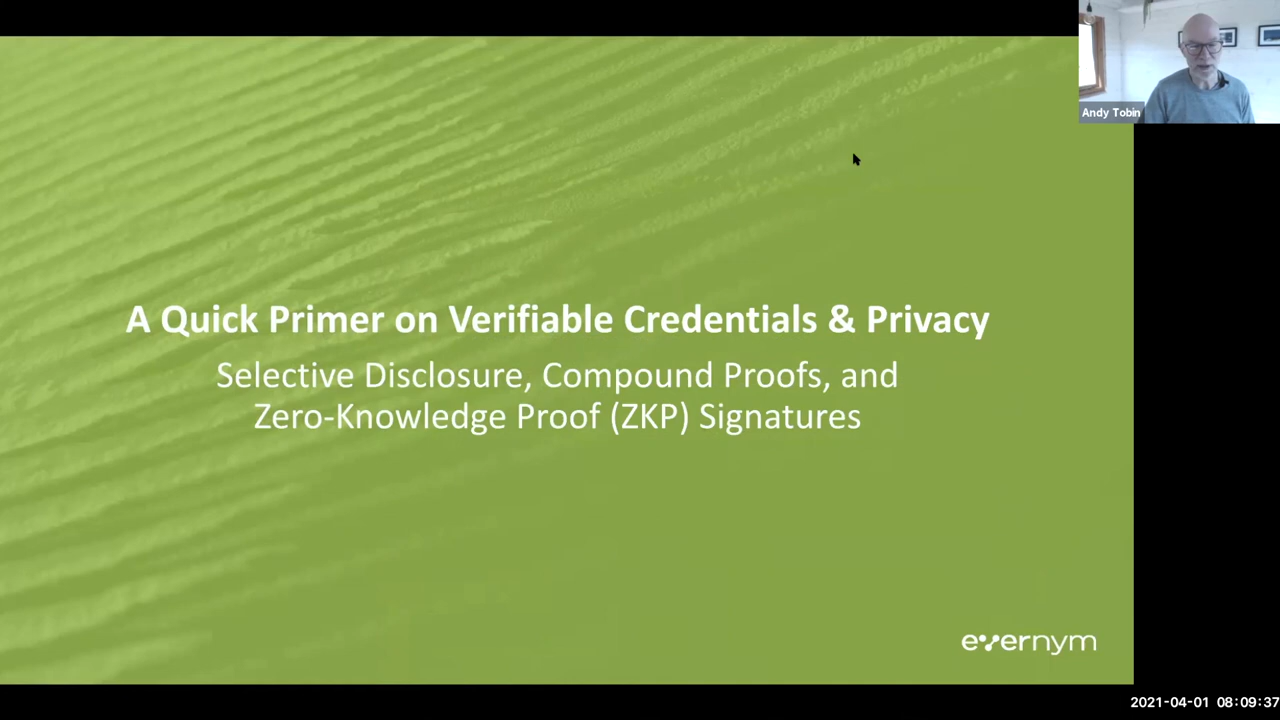 Andy Tobin
A Quick Primer on Verifiable Credentials & Privacy
Selective Disclosure, Compound Proofs, and
Zero-Knowledge Proof (ZKP) Signatures
evernym
2021-04-01 08:09:37